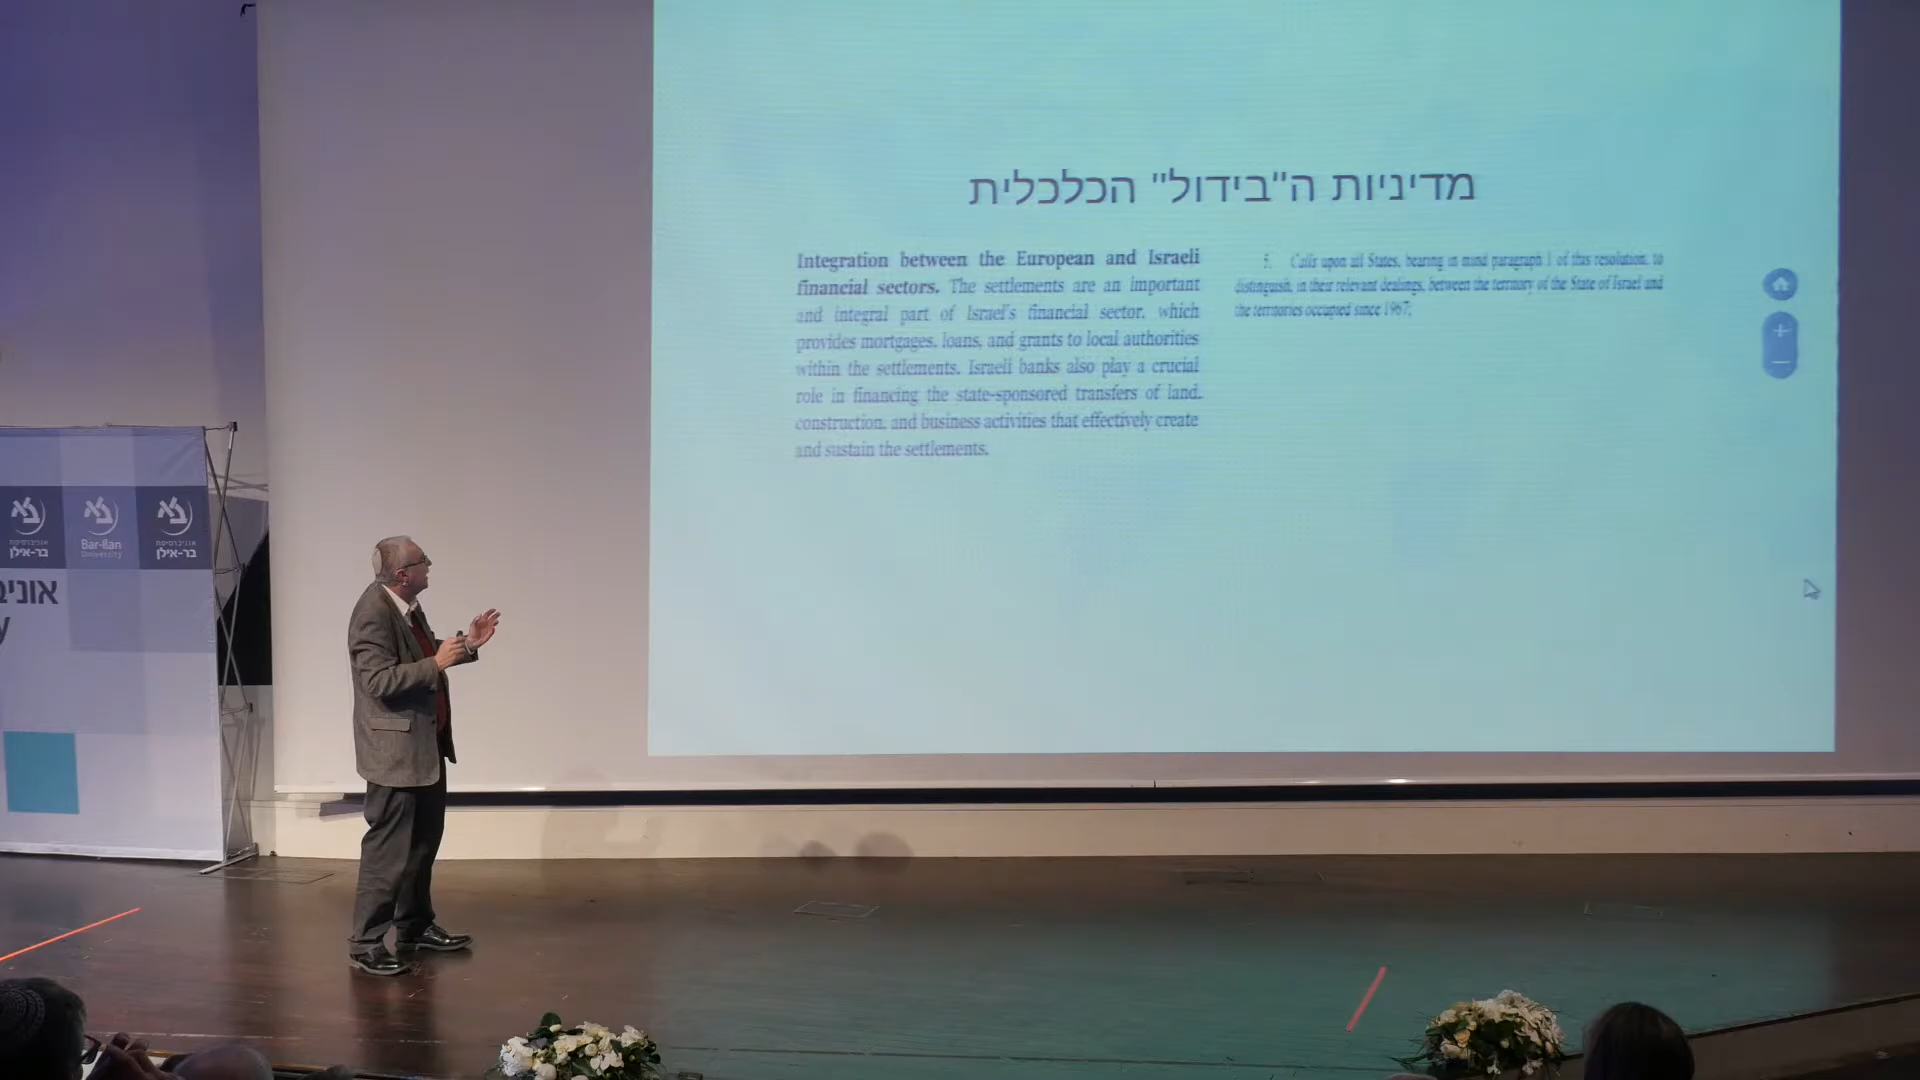 מדיניות ה"בידול" הכלכלית
Integration between the European and Israeli
financial sectors. The settlements are an important
and integral part of Israel's financial sector, which
provides mortgages, loans, and grants to local authorities
within the settlements. Israeli banks also play a crucial
role in financing the state-sponsored transfers of land,
construction, and business activities that effectively create
and sustain the settlements.
5. Calls upon all States, bearing in mind paragraph 1 of this resolution, to
distinguish, in their relevant dealings, between the territory of the State of Israel and
the territories occupied since 1967;
אוניברסיטת
בר-אילן
Bar-Ilan
University
אוניברסיטת
בר-אילן
אוניב
y